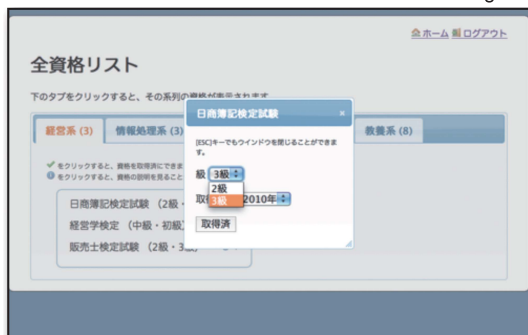 ホーム ログアウト
全資格リスト
下のタブをクリックすると、その系列の資格が表示されます
経営系 (3) 情報処理系 (3) 教養系 (8)
をクリックすると、資格を取得済にできま
をクリックすると、資格の説明を見ること
日商簿記検定試験 (2級・
経営学検定 (中級・初級)
販売士検定試験 (2級・3
日商簿記検定試験 ×
[ESC]キーでもウインドウを閉じることができま
す。
級 3級
2級
3級
取 2010年
取得済